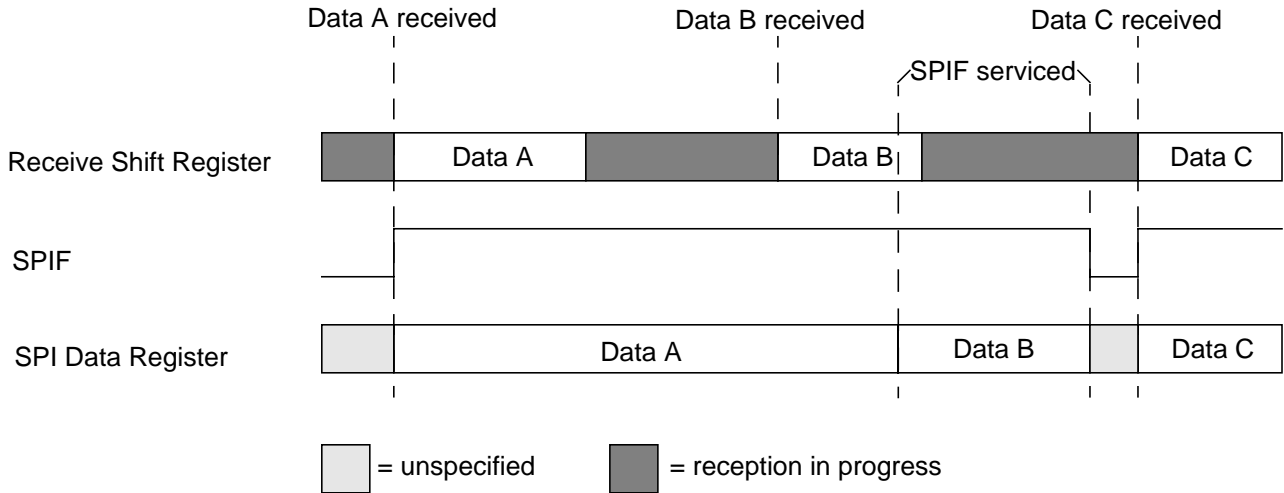 Data A received
Data B received
Data C received
SPIF serviced
Receive Shift Register
Data A
Data B
Data C
SPIF
SPI Data Register
Data A
Data B
Data C
= unspecified
= reception in progress